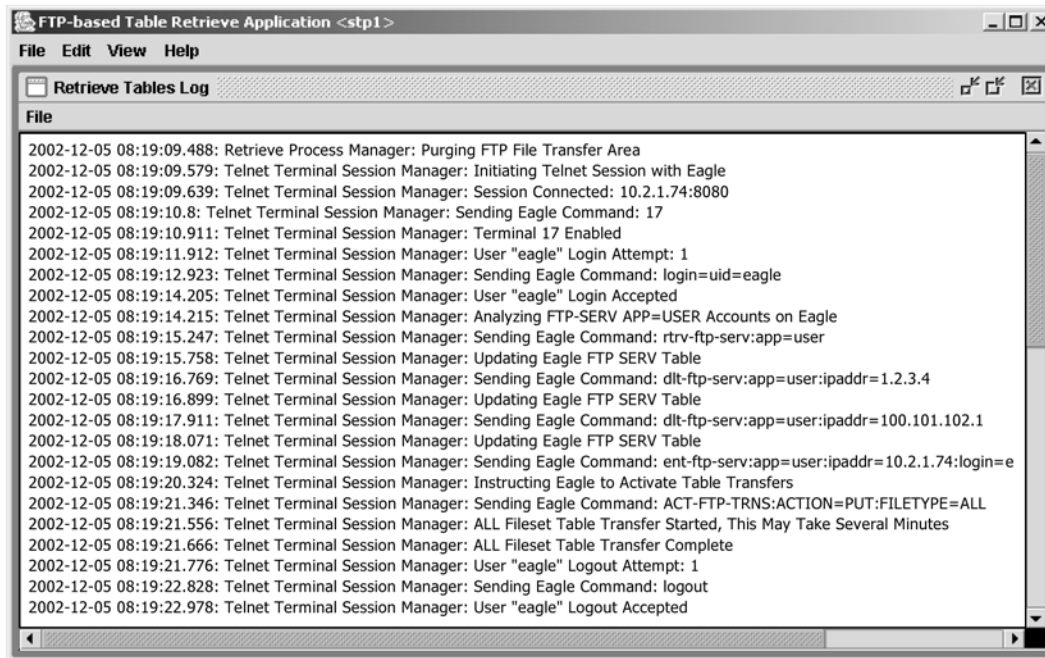 FTP-based Table Retrieve Application <stp1>
File Edit View Help
Retrieve Tables Log
File
2002-12-05 08:19:09.488: Retrieve Process Manager: Purging FTP File Transfer Area
2002-12-05 08:19:09.579: Telnet Terminal Session Manager: Initiating Telnet Session with Eagle
2002-12-05 08:19:09.639: Telnet Terminal Session Manager: Session Connected: 10.2.1.74:8080
2002-12-05 08:19:10.8: Telnet Terminal Session Manager: Sending Eagle Command: 17
2002-12-05 08:19:10.911: Telnet Terminal Session Manager: Terminal 17 Enabled
2002-12-05 08:19:11.912: Telnet Terminal Session Manager: User "eagle" Login Attempt: 1
2002-12-05 08:19:12.923: Telnet Terminal Session Manager: Sending Eagle Command: login=uid=eagle
2002-12-05 08:19:14.205: Telnet Terminal Session Manager: User "eagle" Login Accepted
2002-12-05 08:19:14.215: Telnet Terminal Session Manager: Analyzing FTP-SERV APP=USER Accounts on Eagle
2002-12-05 08:19:15.247: Telnet Terminal Session Manager: Sending Eagle Command: rtrv-ftp-serv:app=user
2002-12-05 08:19:15.758: Telnet Terminal Session Manager: Updating Eagle FTP SERV Table
2002-12-05 08:19:16.769: Telnet Terminal Session Manager: Sending Eagle Command: dlt-ftp-serv:app=user:ipaddr=1.2.3.4
2002-12-05 08:19:16.899: Telnet Terminal Session Manager: Updating Eagle FTP SERV Table
2002-12-05 08:19:17.911: Telnet Terminal Session Manager: Sending Eagle Command: dlt-ftp-serv:app=user:ipaddr=100.101.102.1
2002-12-05 08:19:18.071: Telnet Terminal Session Manager: Updating Eagle FTP SERV Table
2002-12-05 08:19:19.082: Telnet Terminal Session Manager: Sending Eagle Command: ent-ftp-serv:app=user:ipaddr=10.2.1.74:login=e
2002-12-05 08:19:20.324: Telnet Terminal Session Manager: Instructing Eagle to Activate Table Transfers
2002-12-05 08:19:21.346: Telnet Terminal Session Manager: Sending Eagle Command: ACT-FTP-TRNS:ACTION=PUT:FILETYPE=ALL
2002-12-05 08:19:21.556: Telnet Terminal Session Manager: ALL Fileset Table Transfer Started, This May Take Several Minutes
2002-12-05 08:19:21.666: Telnet Terminal Session Manager: ALL Fileset Table Transfer Complete
2002-12-05 08:19:21.776: Telnet Terminal Session Manager: User "eagle" Logout Attempt: 1
2002-12-05 08:19:22.828: Telnet Terminal Session Manager: Sending Eagle Command: logout
2002-12-05 08:19:22.978: Telnet Terminal Session Manager: User "eagle" Logout Accepted